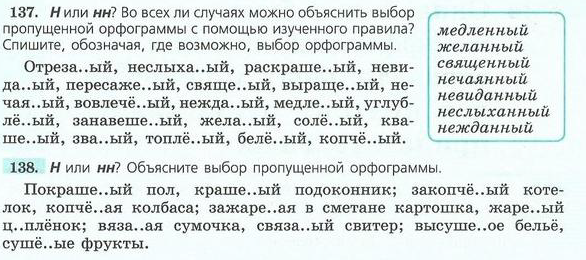 137. Н или нн? Во всех ли случаях можно объяснить выбор
пропущенной орфограммы с помощью изученного правила?
Спишите, обозначая, где возможно, выбор орфограммы.
Отреза..ый, неслыха..ый, раскраше..ый, неви-
да..ый, пересаже..ый, свяще..ый, выраще..ый, не-
чая..ый, вовлечё..ый, нежда..ый, медле..ый, углуб-
лё..ый, занавеше..ый, жела..ый, солё..ый, ква-
ше..ый, зва..ый, топлё..ый, белё..ый, копчё..ый.
медленный
желанный
священный
нечаянный
невиданный
неслыханный
нежданный
138. Н или нн? Объясните выбор пропущенной орфограммы.
Покраше..ый пол, краше..ый подоконник; закопчё..ый коте-
лок, копчё..ая колбаса; зажаре..ая в сметане картошка, жаре..ый
ц..плёнок; вяза..ая сумочка, связа..ый свитер; высуше..ое бельё,
сушё..ые фрукты.